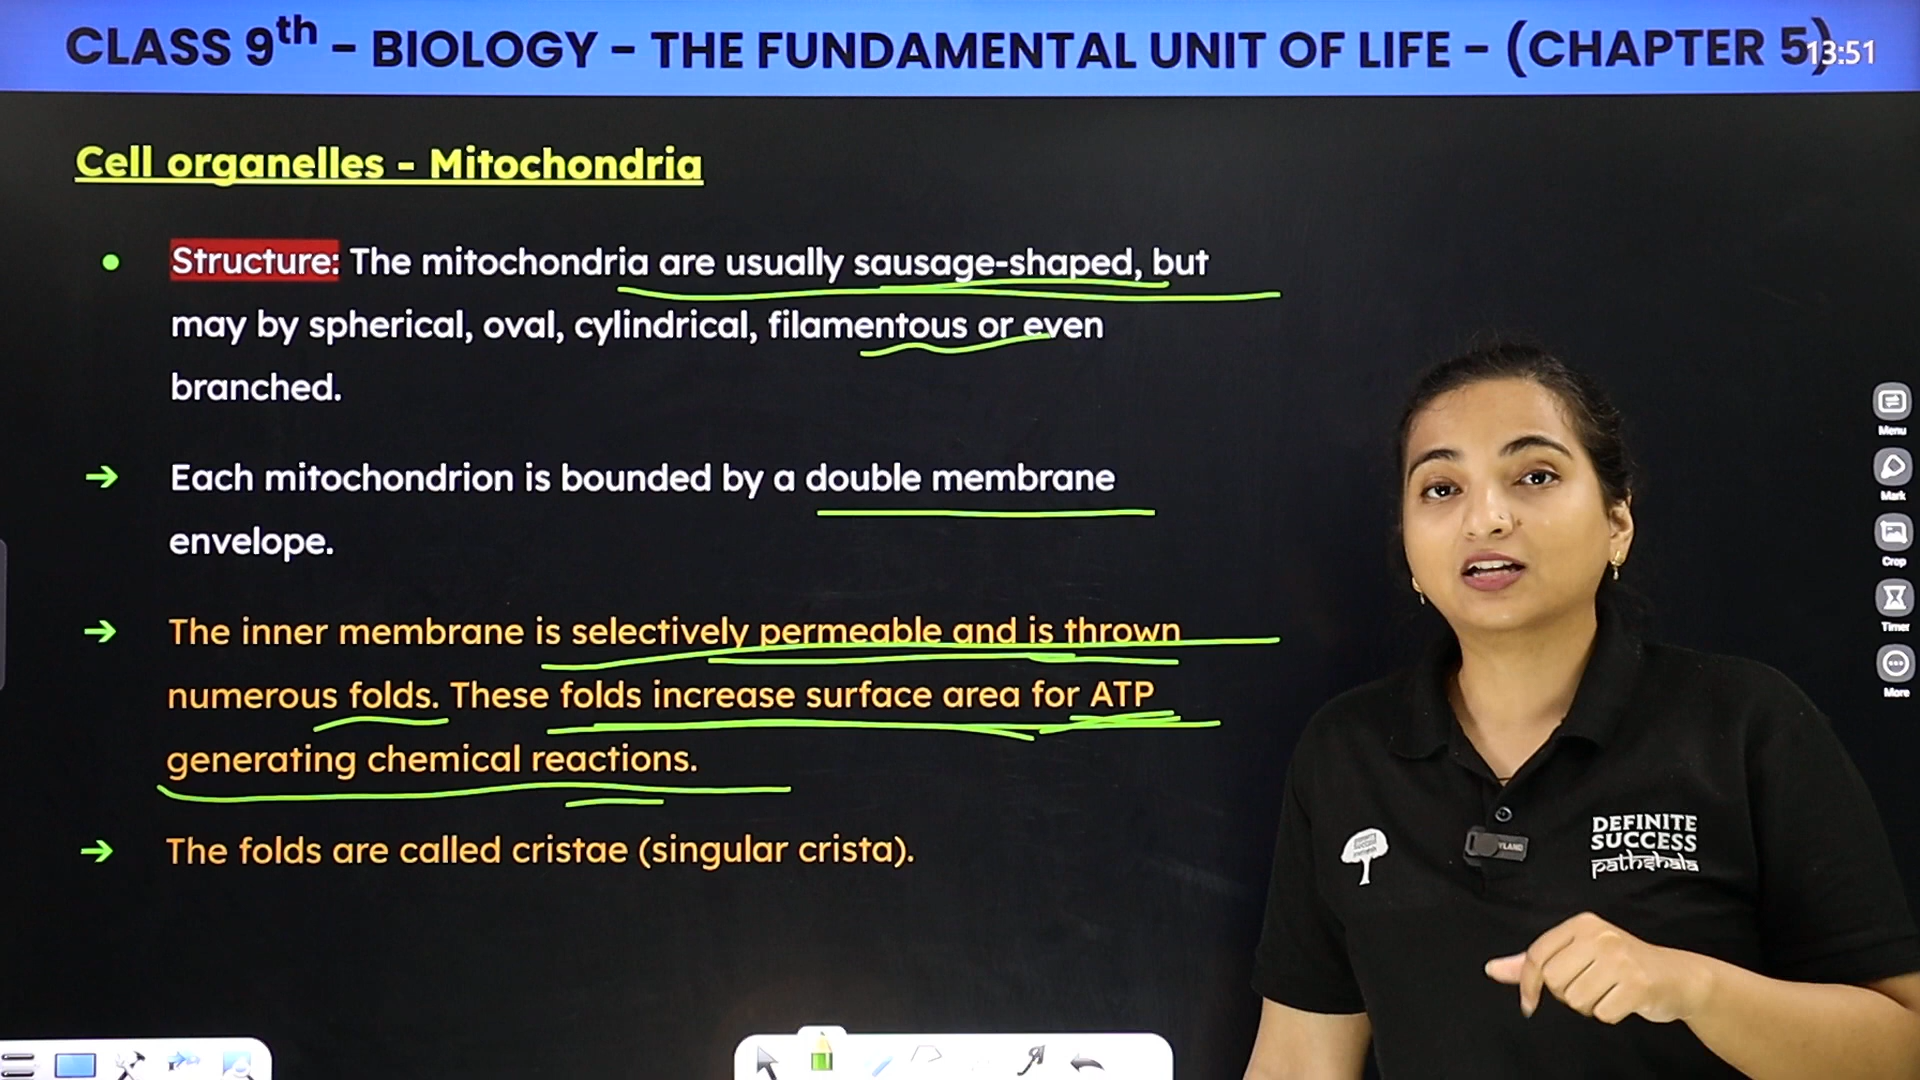 CLASS 9th - BIOLOGY - THE FUNDAMENTAL UNIT OF LIFE - (CHAPTER 5)
13:51
Cell organelles - Mitochondria
• Structure: The mitochondria are usually sausage-shaped, but
may by spherical, oval, cylindrical, filamentous or even
branched.
→ Each mitochondrion is bounded by a double membrane
envelope.
→ The inner membrane is selectively permeable and is thrown
numerous folds. These folds increase surface area for ATP
generating chemical reactions.
→ The folds are called cristae (singular crista).
Menu
Mark
Crop
Timer
More
DEFINITE
SUCCESS
pathshala